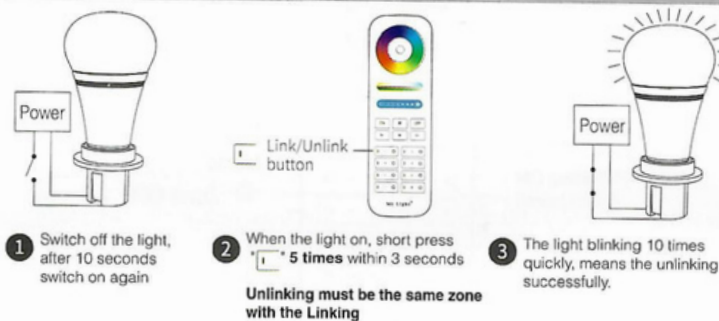 Power
Link/Unlink
button
Mi·Light
Power
1 Switch off the light,
after 10 seconds
switch on again
2 When the light on, short press
" I " 5 times within 3 seconds
Unlinking must be the same zone
with the Linking
3 The light blinking 10 times
quickly, means the unlinking
successfully.